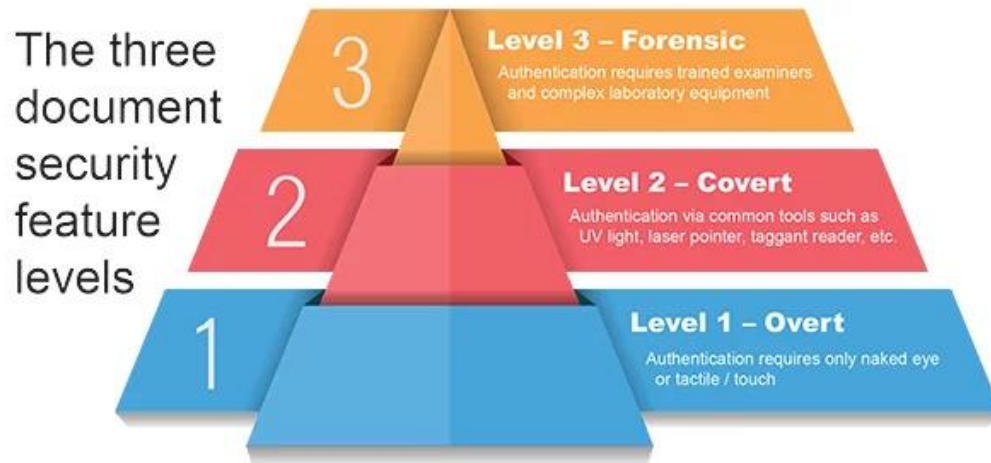 The three
document
security
feature
levels
3
Level 3 – Forensic
Authentication requires trained examiners
and complex laboratory equipment
2
Level 2 – Covert
Authentication via common tools such as
UV light, laser pointer, taggant reader, etc.
1
Level 1 – Overt
Authentication requires only naked eye
or tactile / touch